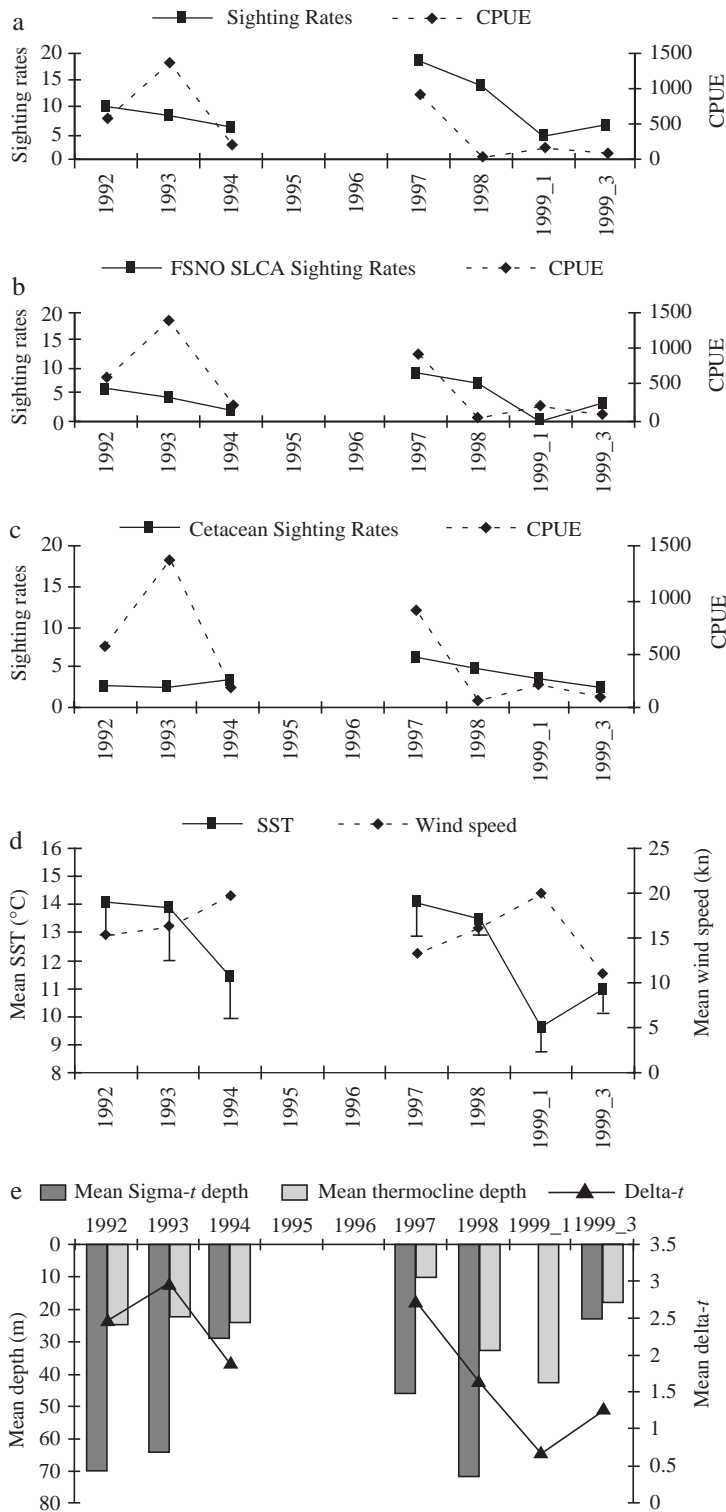 a
Sighting Rates CPUE
20
15
10
5
0
Sighting rates
1500
1000
500
0
CPUE
1992 1993 1994 1995 1996 1997 1998 1999_1 1999_3
b
FSNO SLCA Sighting Rates CPUE
20
15
10
5
0
Sighting rates
1500
1000
500
0
CPUE
1992 1993 1994 1995 1996 1997 1998 1999_1 1999_3
c
Cetacean Sighting Rates CPUE
20
15
10
5
0
Sighting rates
1500
1000
500
0
CPUE
1992 1993 1994 1995 1996 1997 1998 1999_1 1999_3
d
SST Wind speed
16
15
14
13
12
11
10
9
8
Mean SST (°C)
25
20
15
10
5
0
Mean wind speed (kn)
1992 1993 1994 1995 1996 1997 1998 1999_1 1999_3
e
Mean Sigma-t depth Mean thermocline depth Delta-t
1992 1993 1994 1995 1996 1997 1998 1999_1 1999_3
0
10
20
30
40
50
60
70
80
Mean depth (m)
3.5
3
2.5
2
1.5
1
0.5
0
Mean delta-t